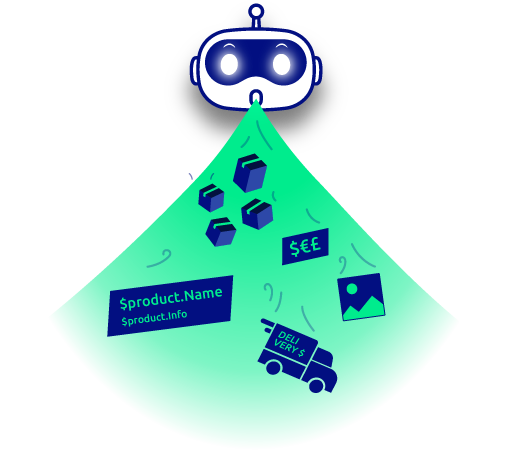 $€£
$product.Name
$product.Info
DELI
VERY $